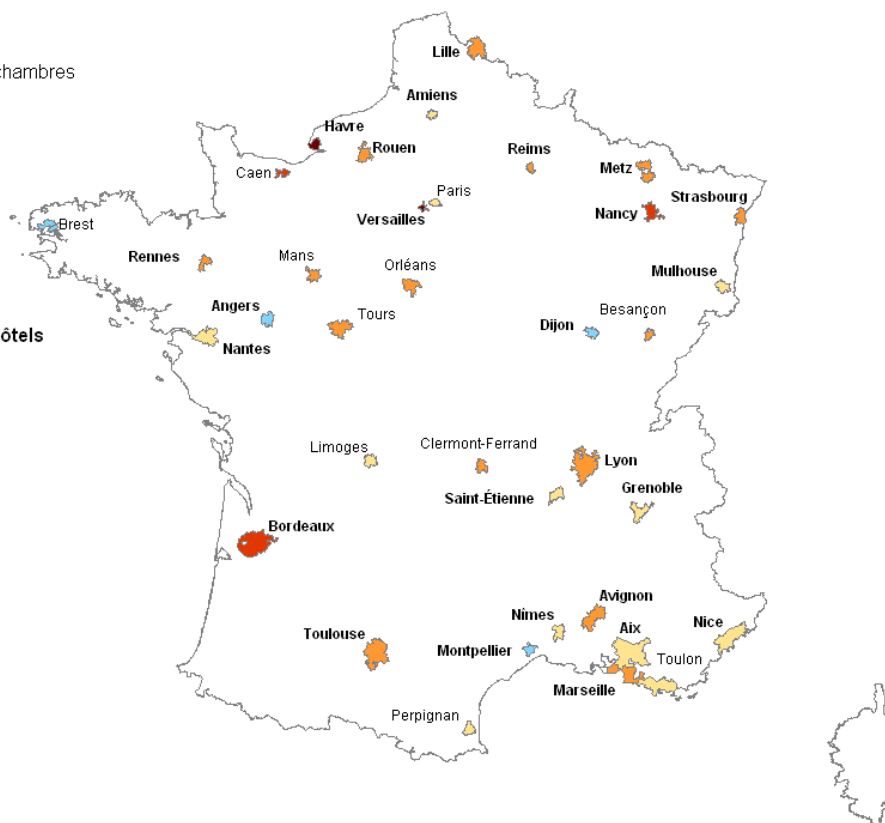 Lille
chambres
Amiens
Havre
Rouen
Reims
Metz
Caen
Paris
Strasbourg
Versailles
Nancy
Brest
Rennes
Mans
Orléans
Mulhouse
Angers
Tours
Besançon
Dijon
ôtels
Nantes
Limoges
Clermont-Ferrand
Lyon
Saint-Étienne
Grenoble
Bordeaux
Avignon
Nîmes
Nice
Toulouse
Aix
Montpellier
Toulon
Marseille
Perpignan